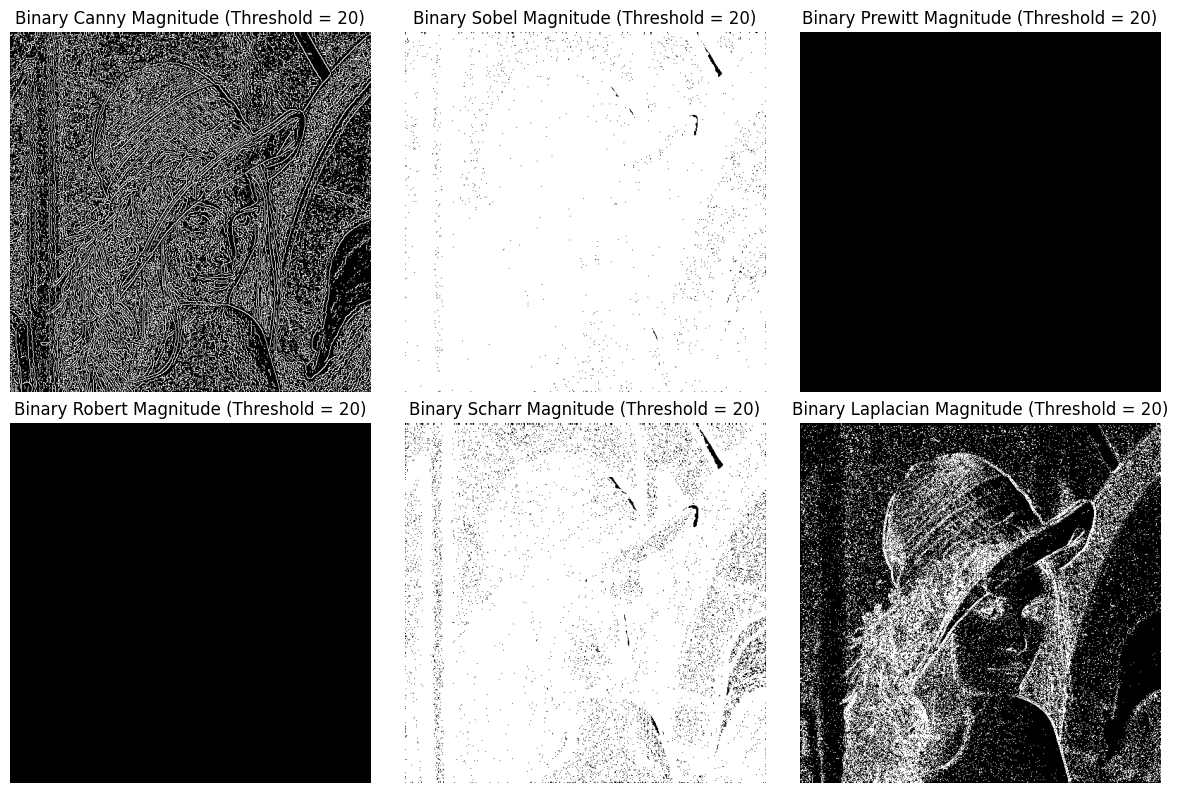 Binary Canny Magnitude (Threshold = 20)
Binary Sobel Magnitude (Threshold = 20)
Binary Prewitt Magnitude (Threshold = 20)
Binary Robert Magnitude (Threshold = 20)
Binary Scharr Magnitude (Threshold = 20)
Binary Laplacian Magnitude (Threshold = 20)